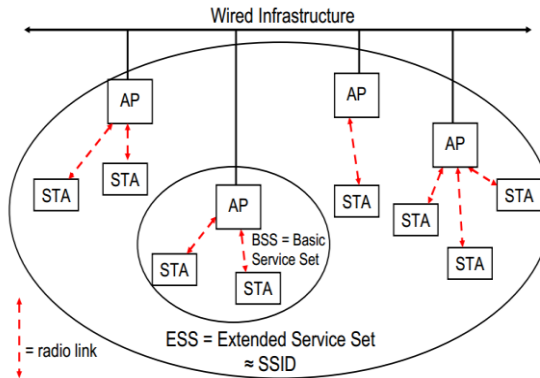 Wired Infrastructure
AP
AP
AP
AP
STA
STA
STA
STA
STA
STA
STA
STA
BSS = Basic
Service Set
ESS = Extended Service Set
≈ SSID
= radio link